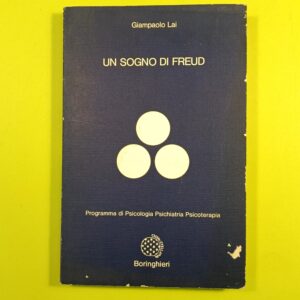 Giampaolo Lai
UN SOGNO DI FREUD
Programma di Psicologia Psichiatria Psicoterapia
Boringhieri